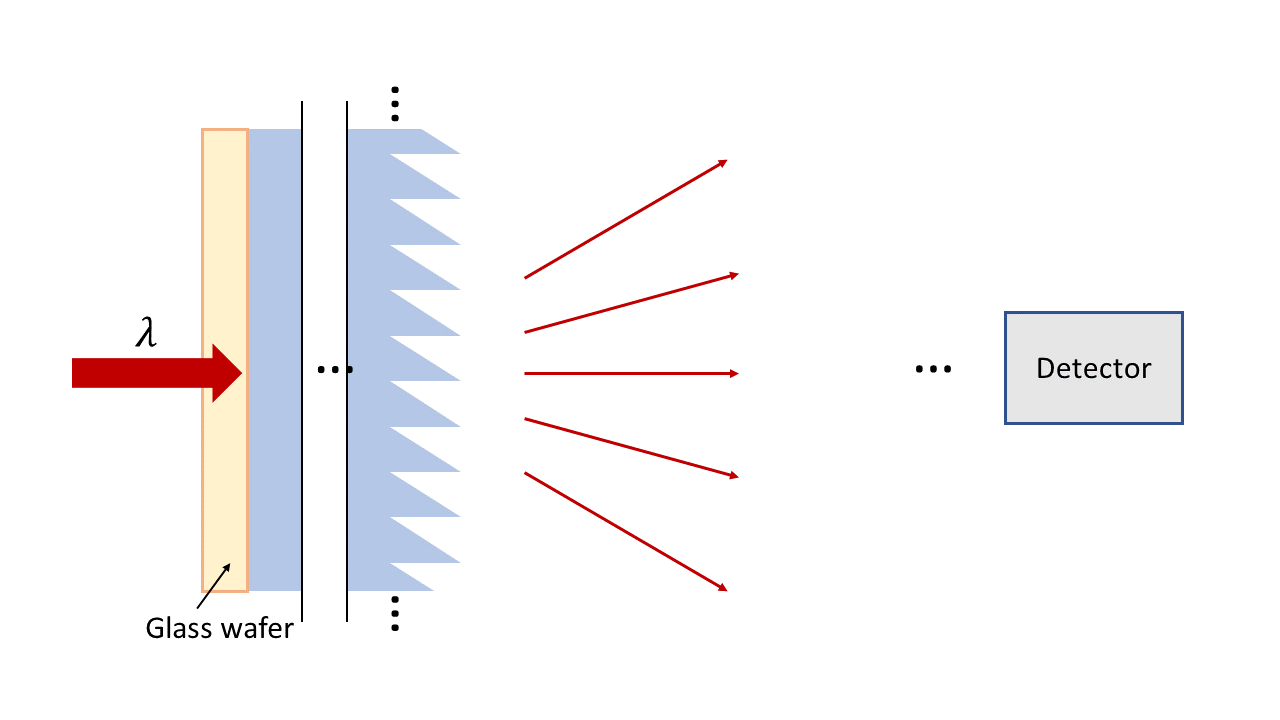 λ
Detector
Glass wafer